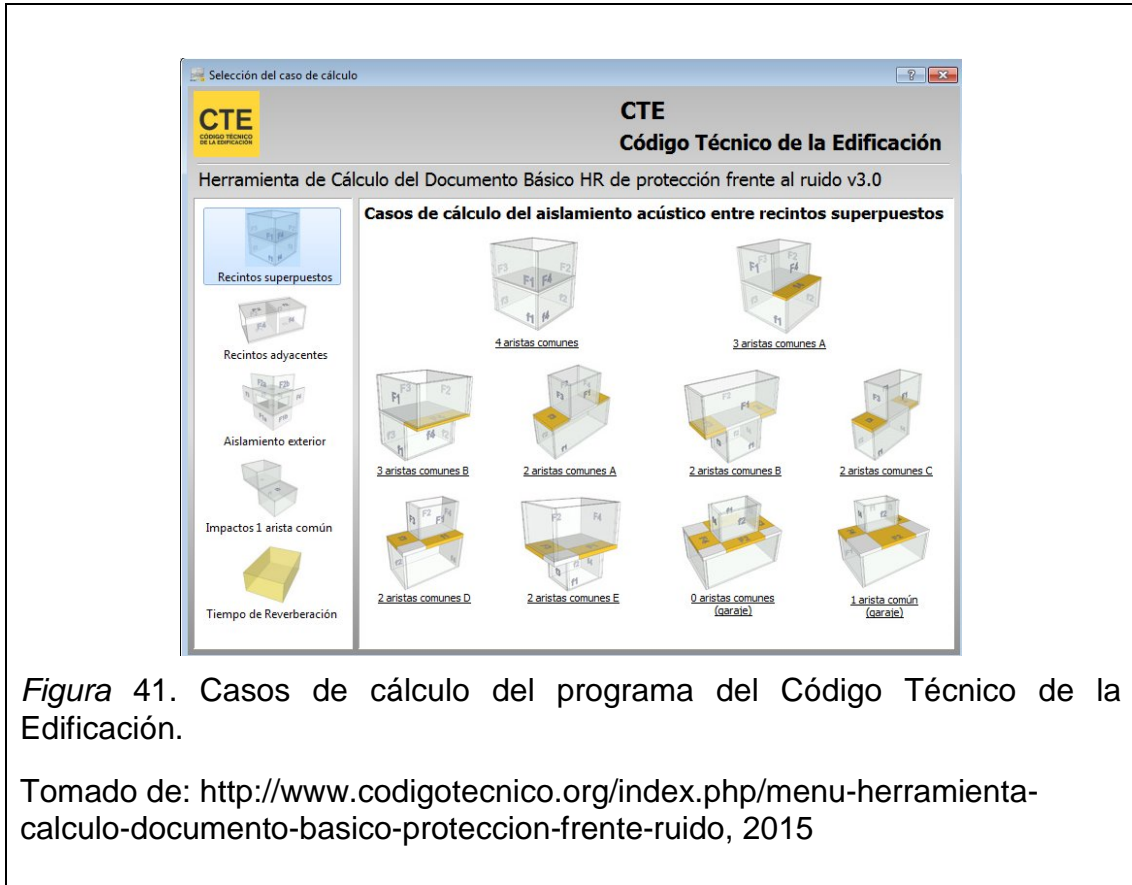 Selección del caso de cálculo
CTE
CÓDIGO TÉCNICO
DE LA EDIFICACIÓN
CTE
Código Técnico de la Edificación
Herramienta de Cálculo del Documento Básico HR de protección frente al ruido v3.0
Recintos superpuestos
Recintos adyacentes
Aislamiento exterior
Impactos 1 arista común
Tiempo de Reverberación
Casos de cálculo del aislamiento acústico entre recintos superpuestos
4 aristas comunes
3 aristas comunes A
3 aristas comunes B
2 aristas comunes A
2 aristas comunes B
2 aristas comunes C
2 aristas comunes D
2 aristas comunes E
0 aristas comunes
(garaje)
1 arista común
(garaje)
Figura 41. Casos de cálculo del programa del Código Técnico de la
Edificación.
Tomado de: http://www.codigotecnico.org/index.php/menu-herramienta-
calculo-documento-basico-proteccion-frente-ruido, 2015